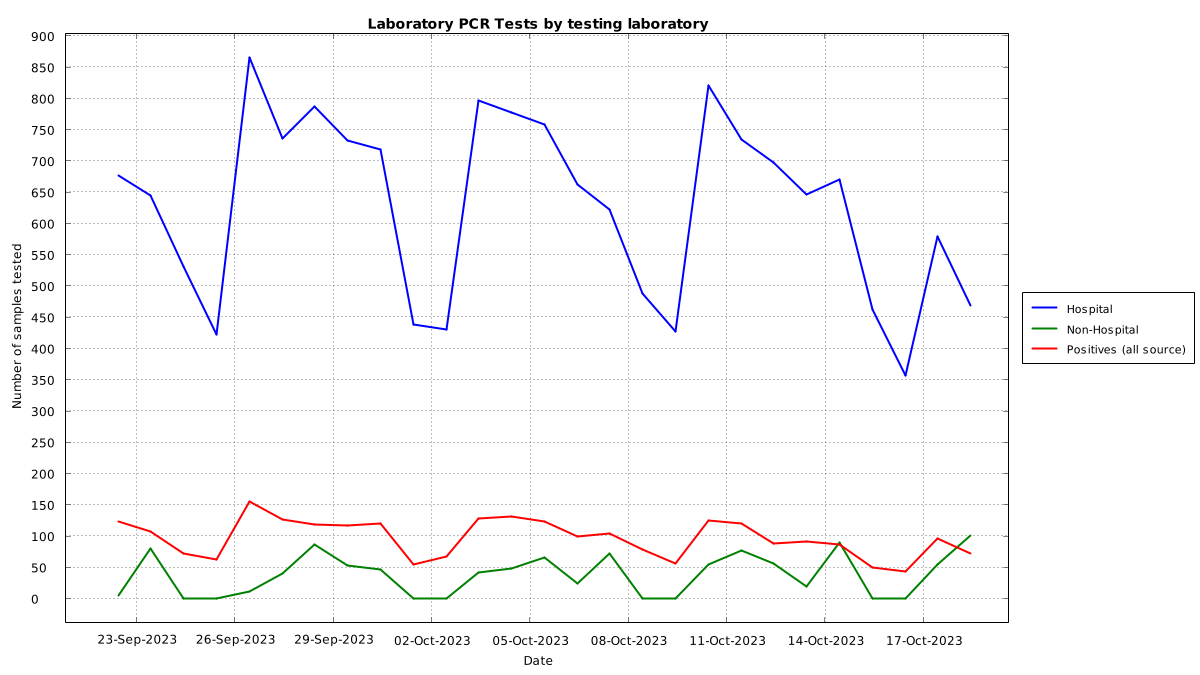 Laboratory PCR Tests by testing laboratory
900
850
800
750
700
650
600
550
500
450
400
350
300
250
200
150
100
50
0
Number of samples tested
23-Sep-2023 26-Sep-2023 29-Sep-2023 02-Oct-2023 05-Oct-2023 08-Oct-2023 11-Oct-2023 14-Oct-2023 17-Oct-2023
Date
Hospital
Non-Hospital
Positives (all source)